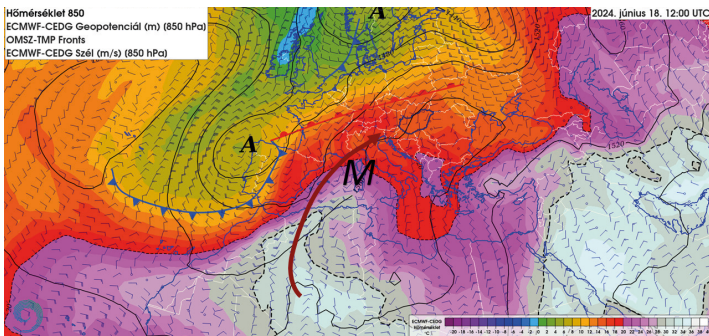 Hőmérséklet 850
ECMWF-CEDG Geopotenciál (m) (850 hPa)
OMSZ-TMP Fronts
ECMWF-CEDG Szél (m/s) (850 hPa)
2024. június 18. 12:00 UTC
A
A
M
1520
ECMWF-CEDG
Hőmérséklet
°C
-20 -18 -16 -14 -12 -10 -8 -6 -4 -2 0 2 4 6 8 10 12 14 16 18 20 22 24 26 28 30 32 34 36 38